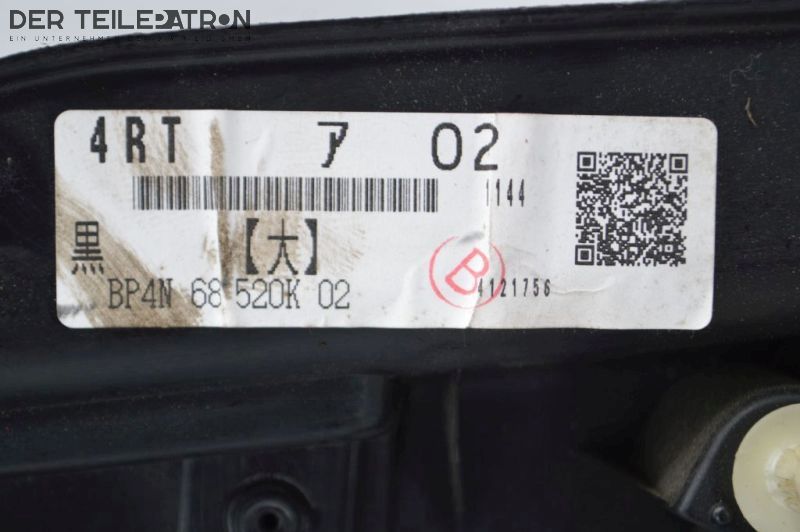 DER TEILEPATRON
4RT ア 02
1144
黒 【大】
BP4N 68 520K 02
B
4121756